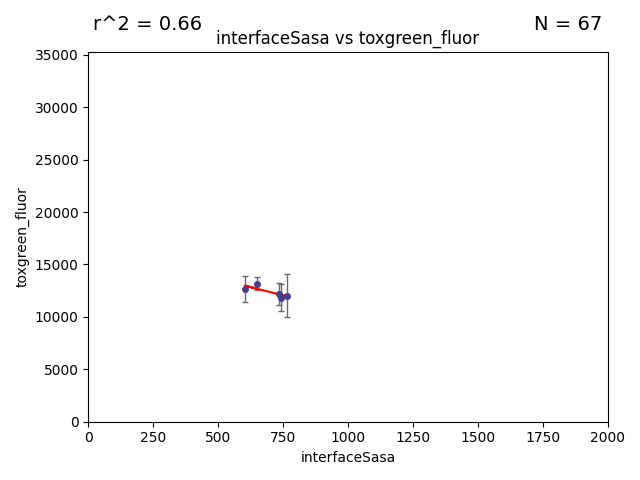 r^2 = 0.66
N = 67
interfaceSasa vs toxgreen_fluor
35000
30000
25000
20000
15000
10000
5000
0
toxgreen_fluor
0 250 500 750 1000 1250 1500 1750 2000
interfaceSasa